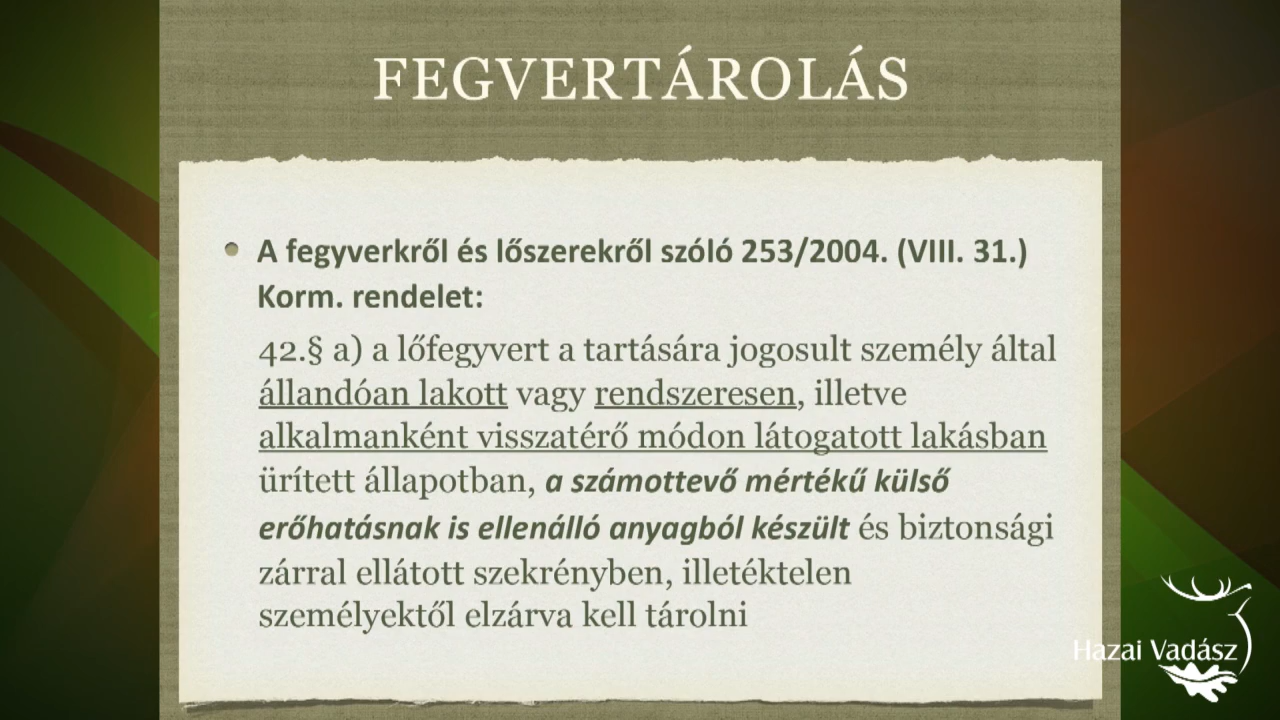 FEGVERTÁROLÁS
A fegyverkről és lőszerekről szóló 253/2004. (VIII. 31.)
Korm. rendelet:
42.§ a) a lőfegyvert a tartására jogosult személy által
állandóan lakott vagy rendszeresen, illetve
alkalmanként visszatérő módon látogatott lakásban
ürített állapotban, a számottevő mértékű külső
erőhatásnak is ellenálló anyagból készült és biztonsági
zárral ellátott szekrényben, illetéktelen
személyektől elzárva kell tárolni
Hazai Vadász